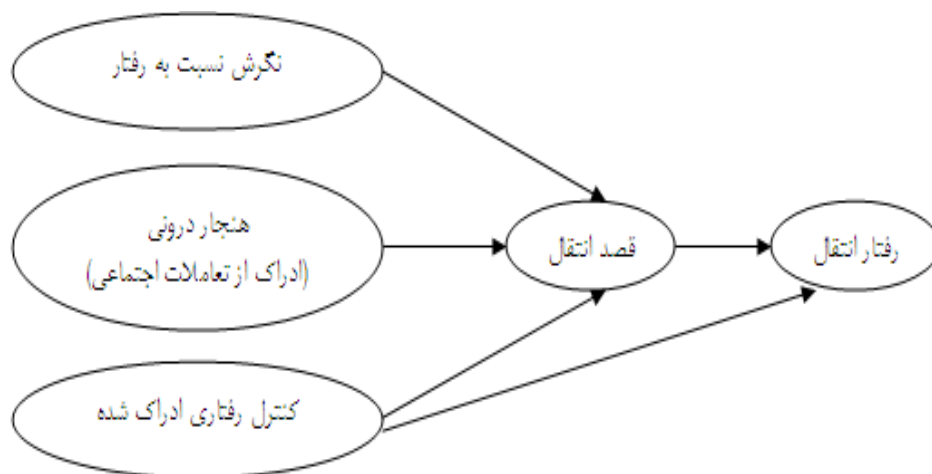 نگرش نسبت به رفتار
هنجار درونی
(ادراک از تعاملات اجتماعی)
قصد انتقال
رفتار انتقال
کنترل رفتاری ادراک شده